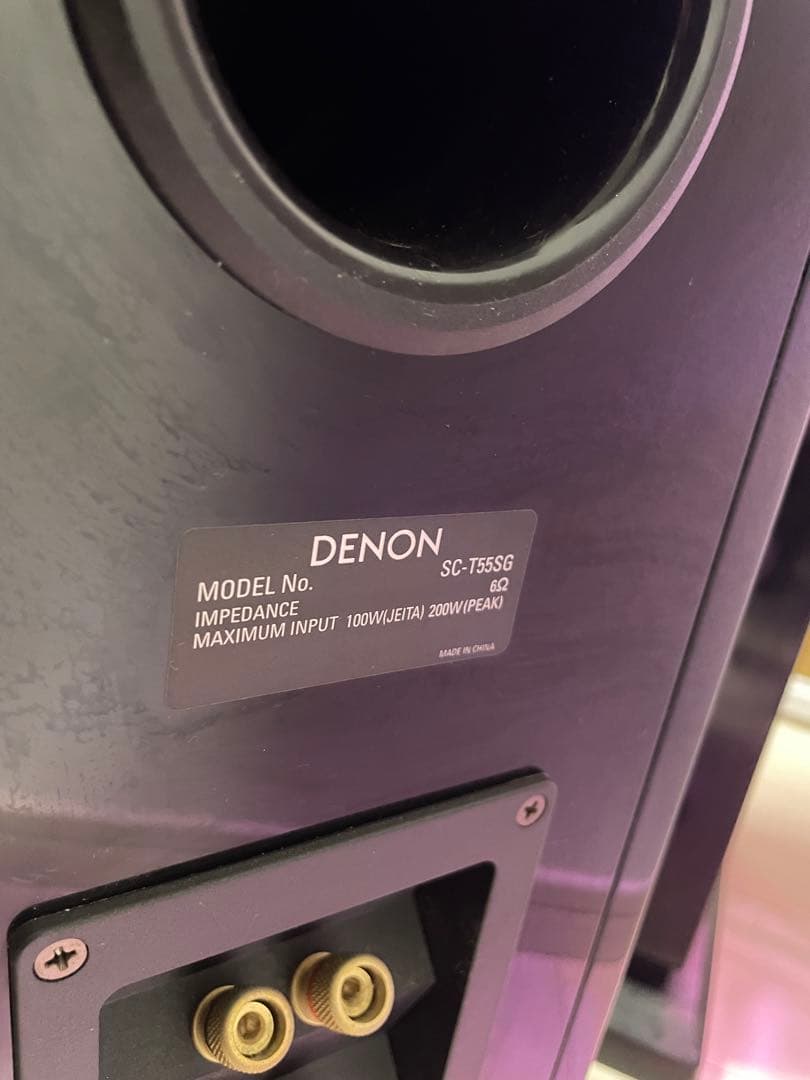 DENON
MODEL No. SC-T55SG
IMPEDANCE 6Ω
MAXIMUM INPUT 100W(JEITA) 200W(PEAK)
MADE IN CHINA